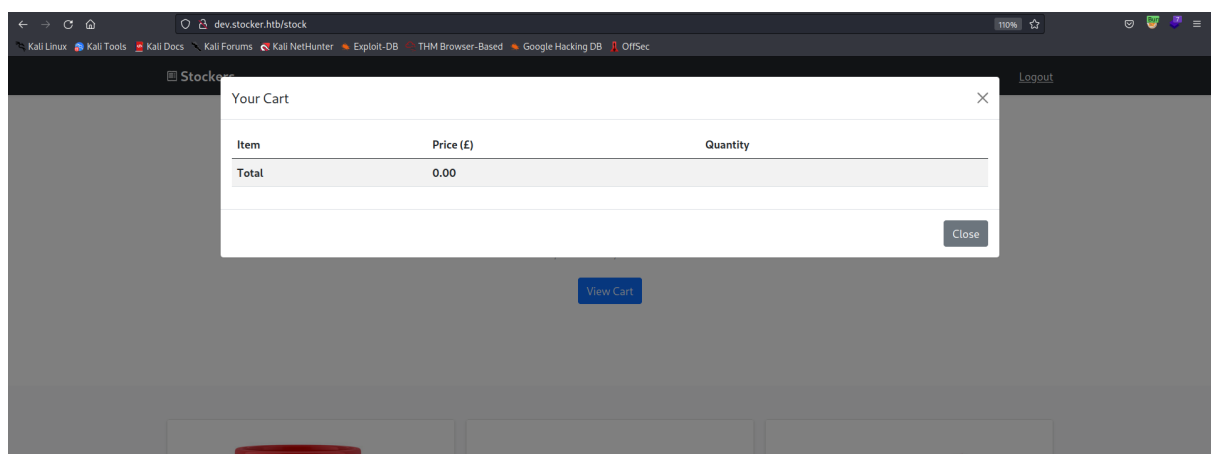 dev.stocker.htb/stock 110%
Kali Linux Kali Tools Kali Docs Kali Forums Kali NetHunter Exploit-DB THM Browser-Based Google Hacking DB OffSec
Stockers Logout
Your Cart
Item Price (£) Quantity
Total 0.00
Close
View Cart